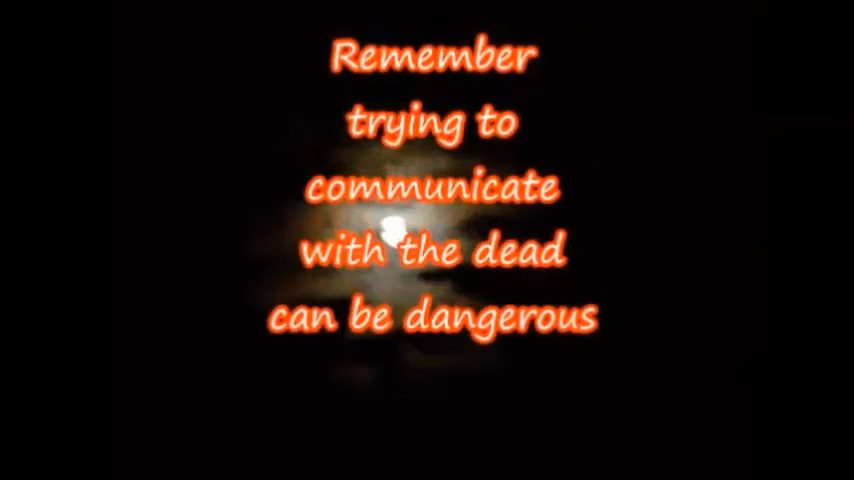 Remember
trying to
communicate
with the dead
can be dangerous